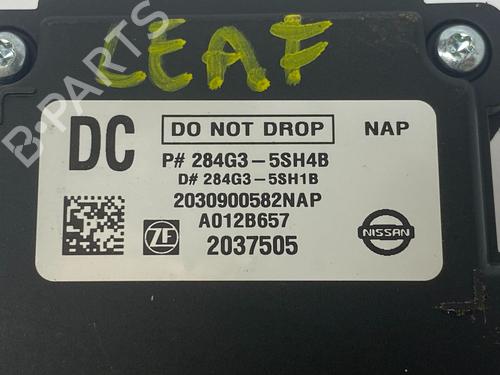 LEAF
DC
DO NOT DROP
NAP
P# 284G3-5SH4B
D# 284G3-5SH1B
2030900582NAP
A012B657
ZF
2037505
NISSAN
B-PARTS